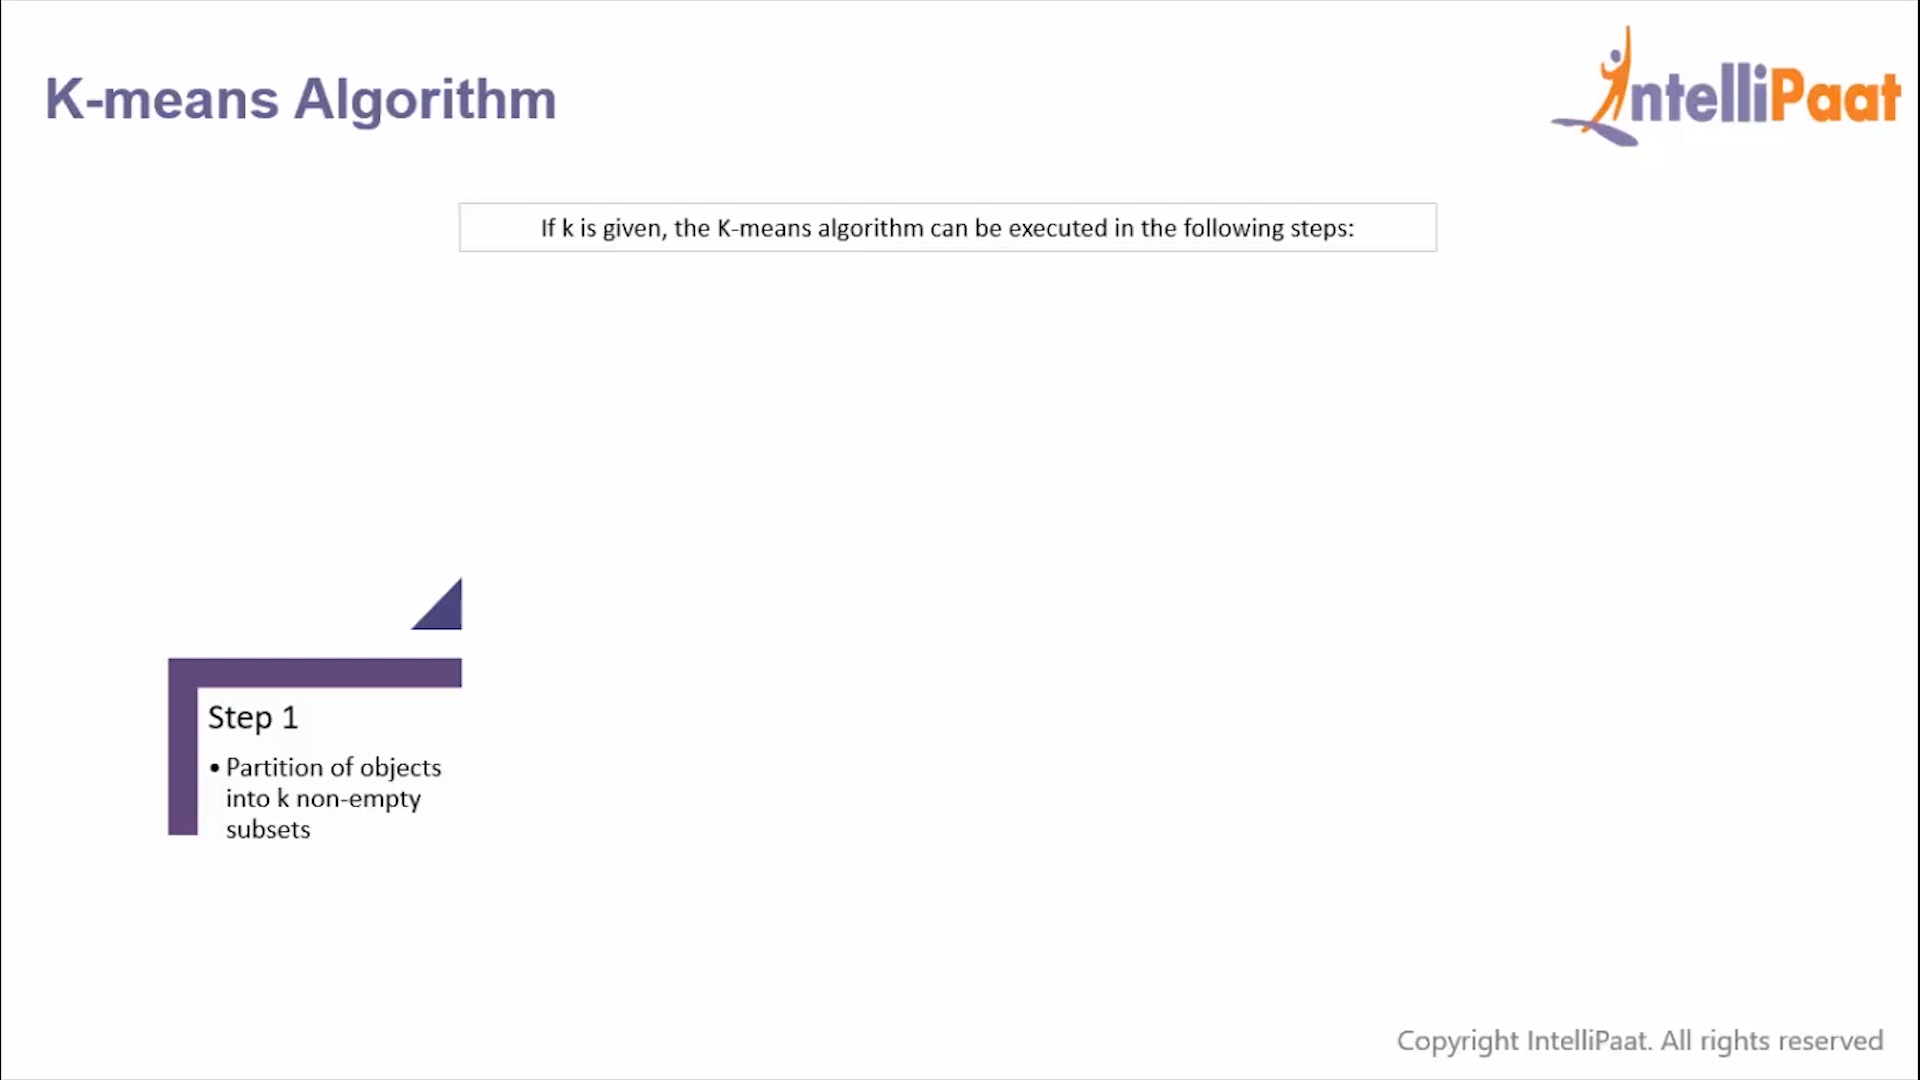 K-means Algorithm
IntelliPaat
If k is given, the K-means algorithm can be executed in the following steps:
Step 1
• Partition of objects
into k non-empty
subsets
Copyright IntelliPaat. All rights reserved